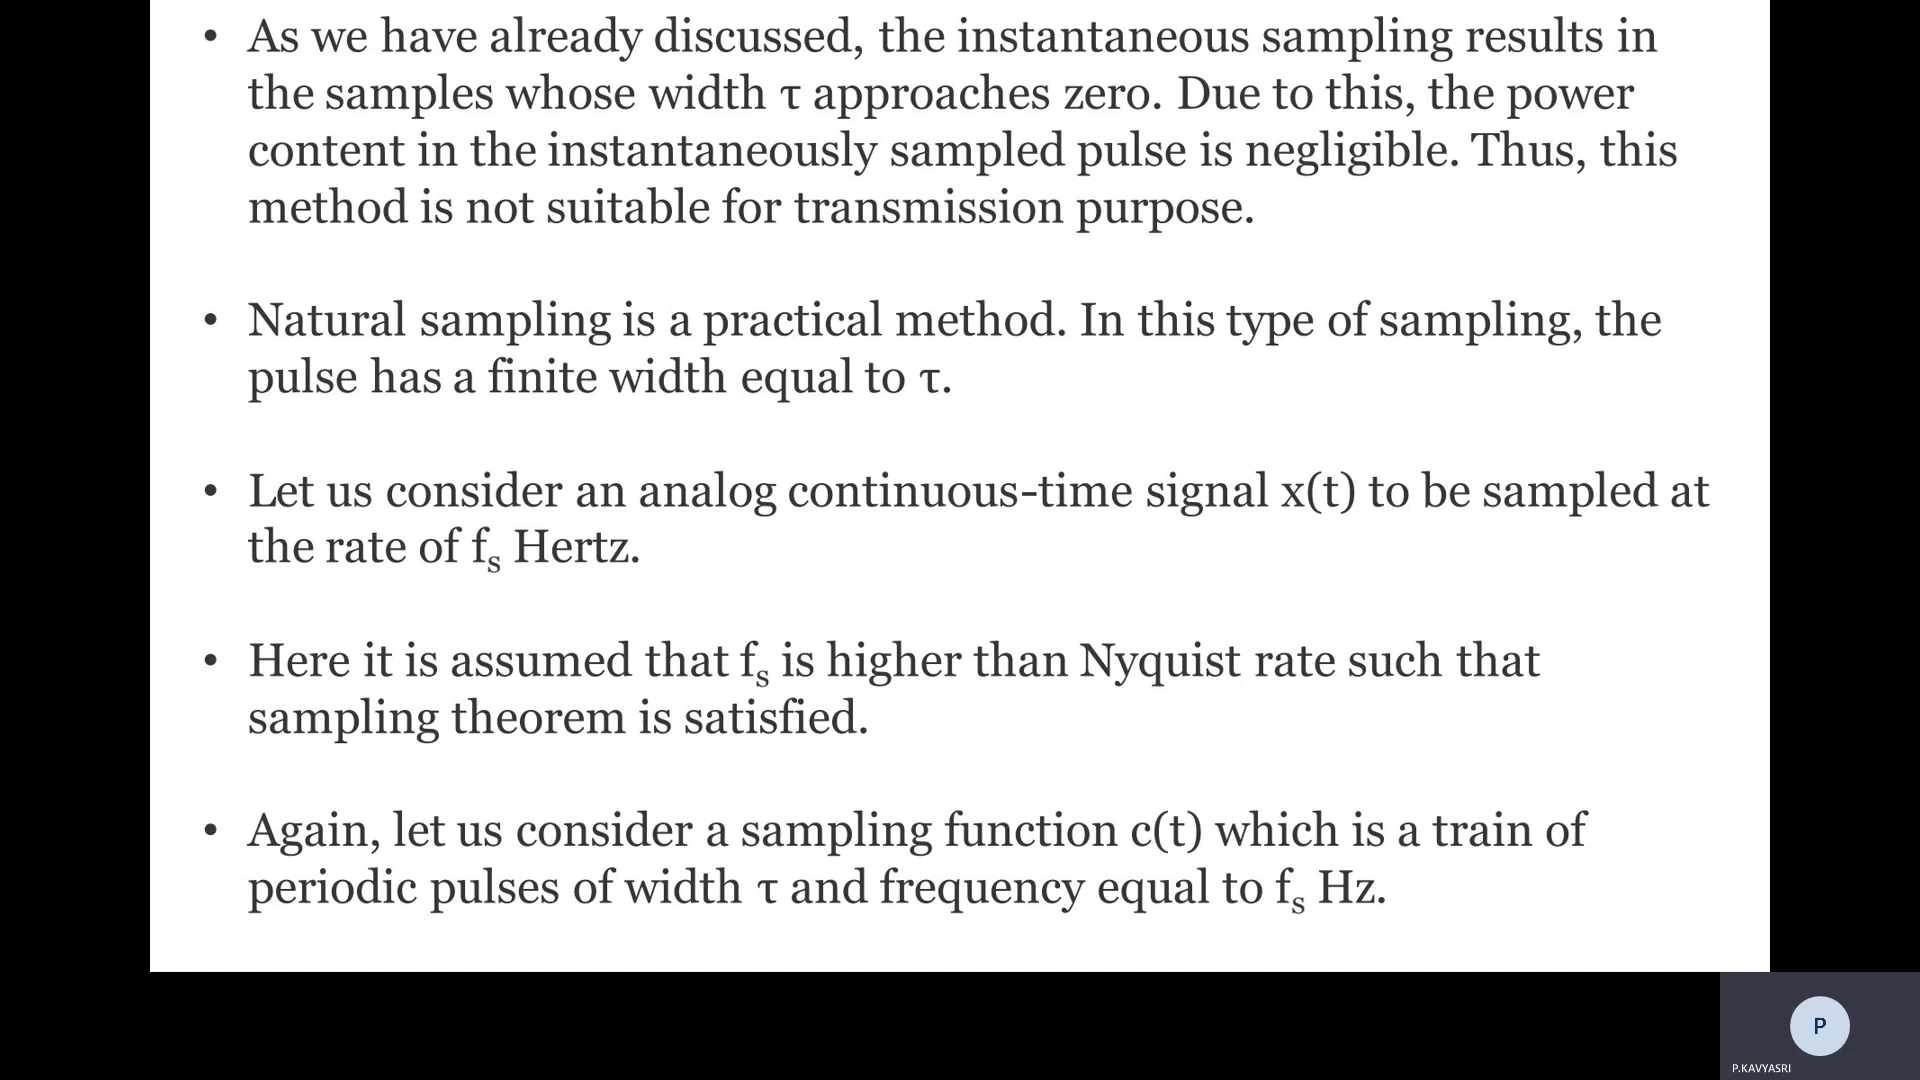 • As we have already discussed, the instantaneous sampling results in
the samples whose width τ approaches zero. Due to this, the power
content in the instantaneously sampled pulse is negligible. Thus, this
method is not suitable for transmission purpose.
• Natural sampling is a practical method. In this type of sampling, the
pulse has a finite width equal to τ.
• Let us consider an analog continuous-time signal x(t) to be sampled at
the rate of fs Hertz.
• Here it is assumed that fs is higher than Nyquist rate such that
sampling theorem is satisfied.
• Again, let us consider a sampling function c(t) which is a train of
periodic pulses of width τ and frequency equal to fs Hz.
P
P.KAVYASRI